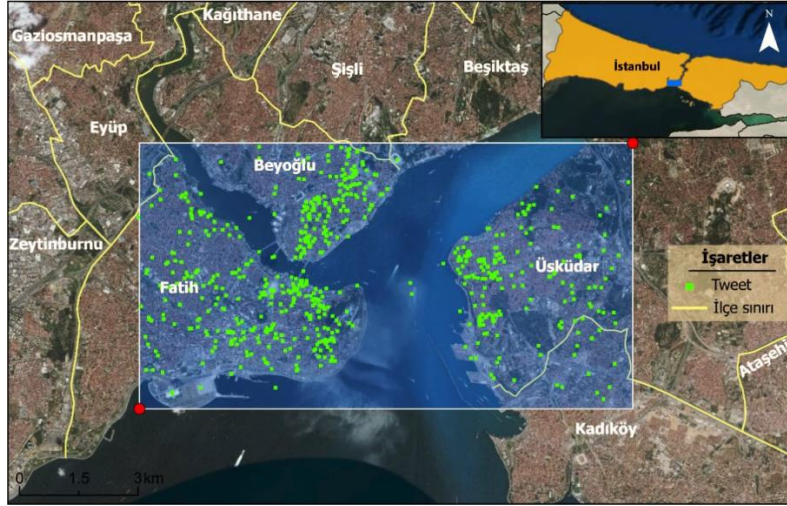 Kağıthane
Gaziosmanpaşa
Şişli
Beşiktaş
Eyüp
Beyoğlu
Zeytinburnu
Fatih
Üsküdar
Kadıköy
Ataşehi
İstanbul
N
İşaretler
Tweet
İlçe sınırı
0 1.5 3km